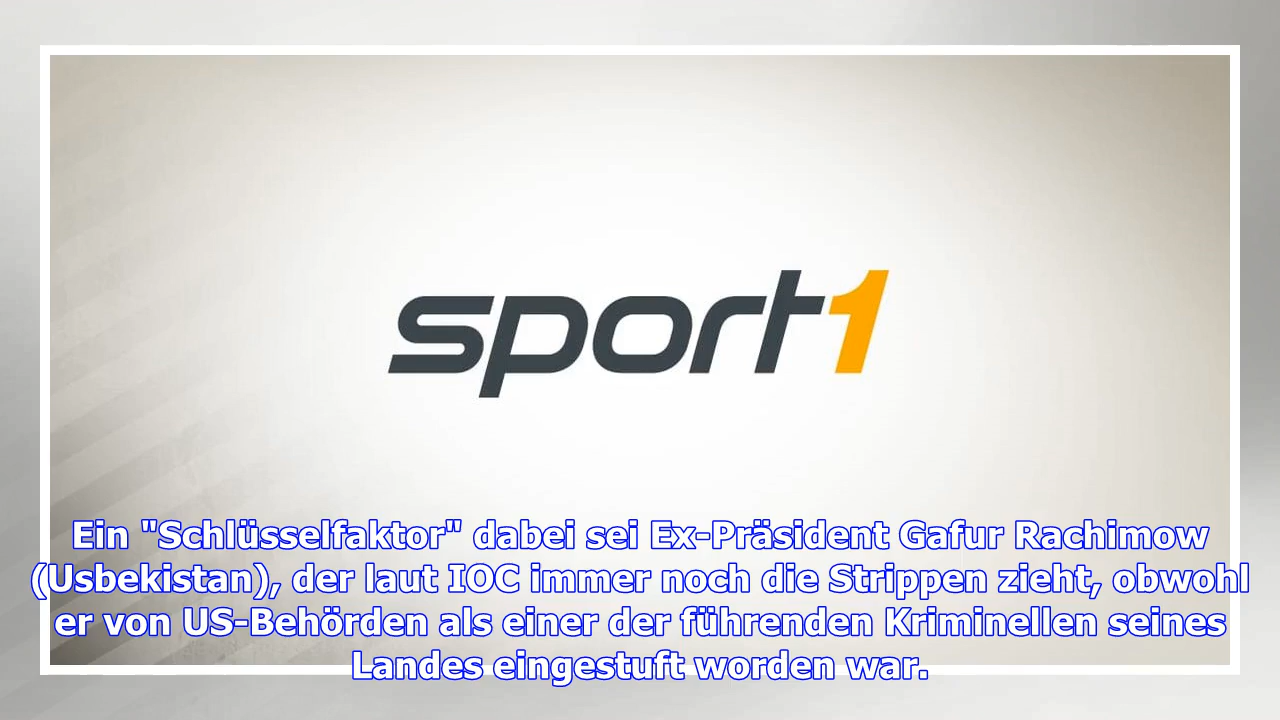 sport1
Ein "Schlüsselfaktor" dabei sei Ex-Präsident Gafur Rachimow
(Usbekistan), der laut IOC immer noch die Strippen zieht, obwohl
er von US-Behörden als einer der führenden Kriminellen seines
Landes eingestuft worden war.